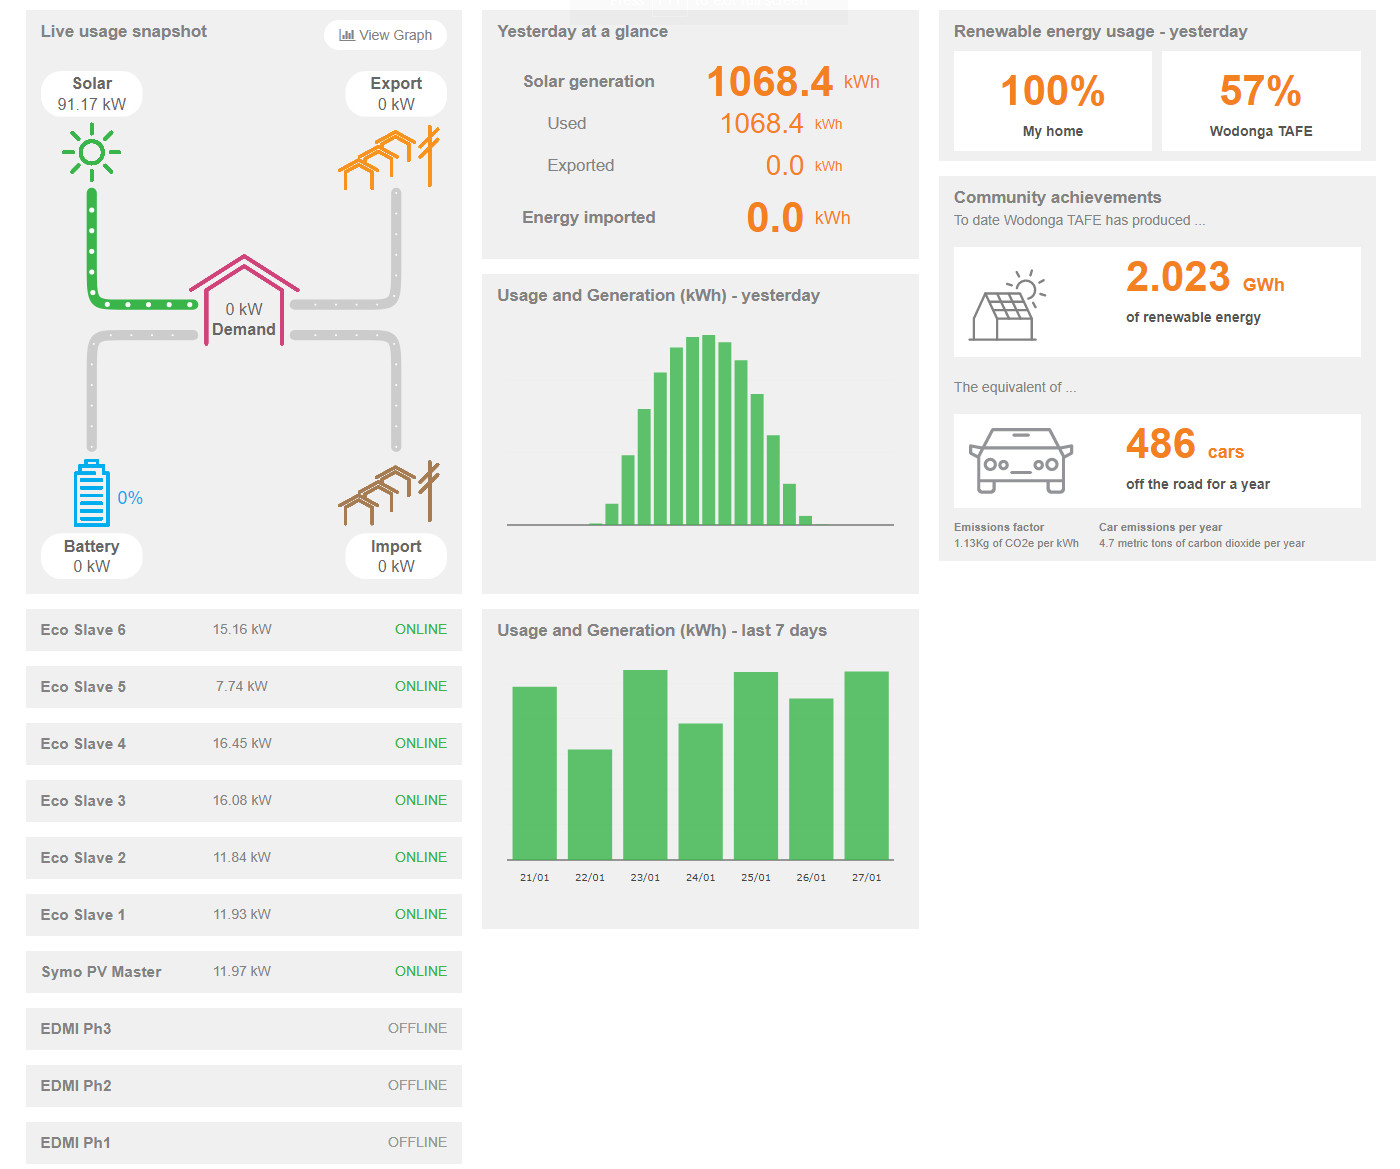 Live usage snapshot
View Graph
Solar
91.17 kW
Export
0 kW
0 kW
Demand
0%
Battery
0 kW
Import
0 kW
Eco Slave 6 15.16 kW ONLINE
Eco Slave 5 7.74 kW ONLINE
Eco Slave 4 16.45 kW ONLINE
Eco Slave 3 16.08 kW ONLINE
Eco Slave 2 11.84 kW ONLINE
Eco Slave 1 11.93 kW ONLINE
Symo PV Master 11.97 kW ONLINE
EDMI Ph3 OFFLINE
EDMI Ph2 OFFLINE
EDMI Ph1 OFFLINE
Yesterday at a glance
Solar generation 1068.4 kWh
Used 1068.4 kWh
Exported 0.0 kWh
Energy imported 0.0 kWh
Usage and Generation (kWh) - yesterday
Usage and Generation (kWh) - last 7 days
21/01 22/01 23/01 24/01 25/01 26/01 27/01
Renewable energy usage - yesterday
100%
My home
57%
Wodonga TAFE
Community achievements
To date Wodonga TAFE has produced ...
2.023 GWh
of renewable energy
The equivalent of ...
486 cars
off the road for a year
Emissions factor
1.13Kg of CO2e per kWh
Car emissions per year
4.7 metric tons of carbon dioxide per year